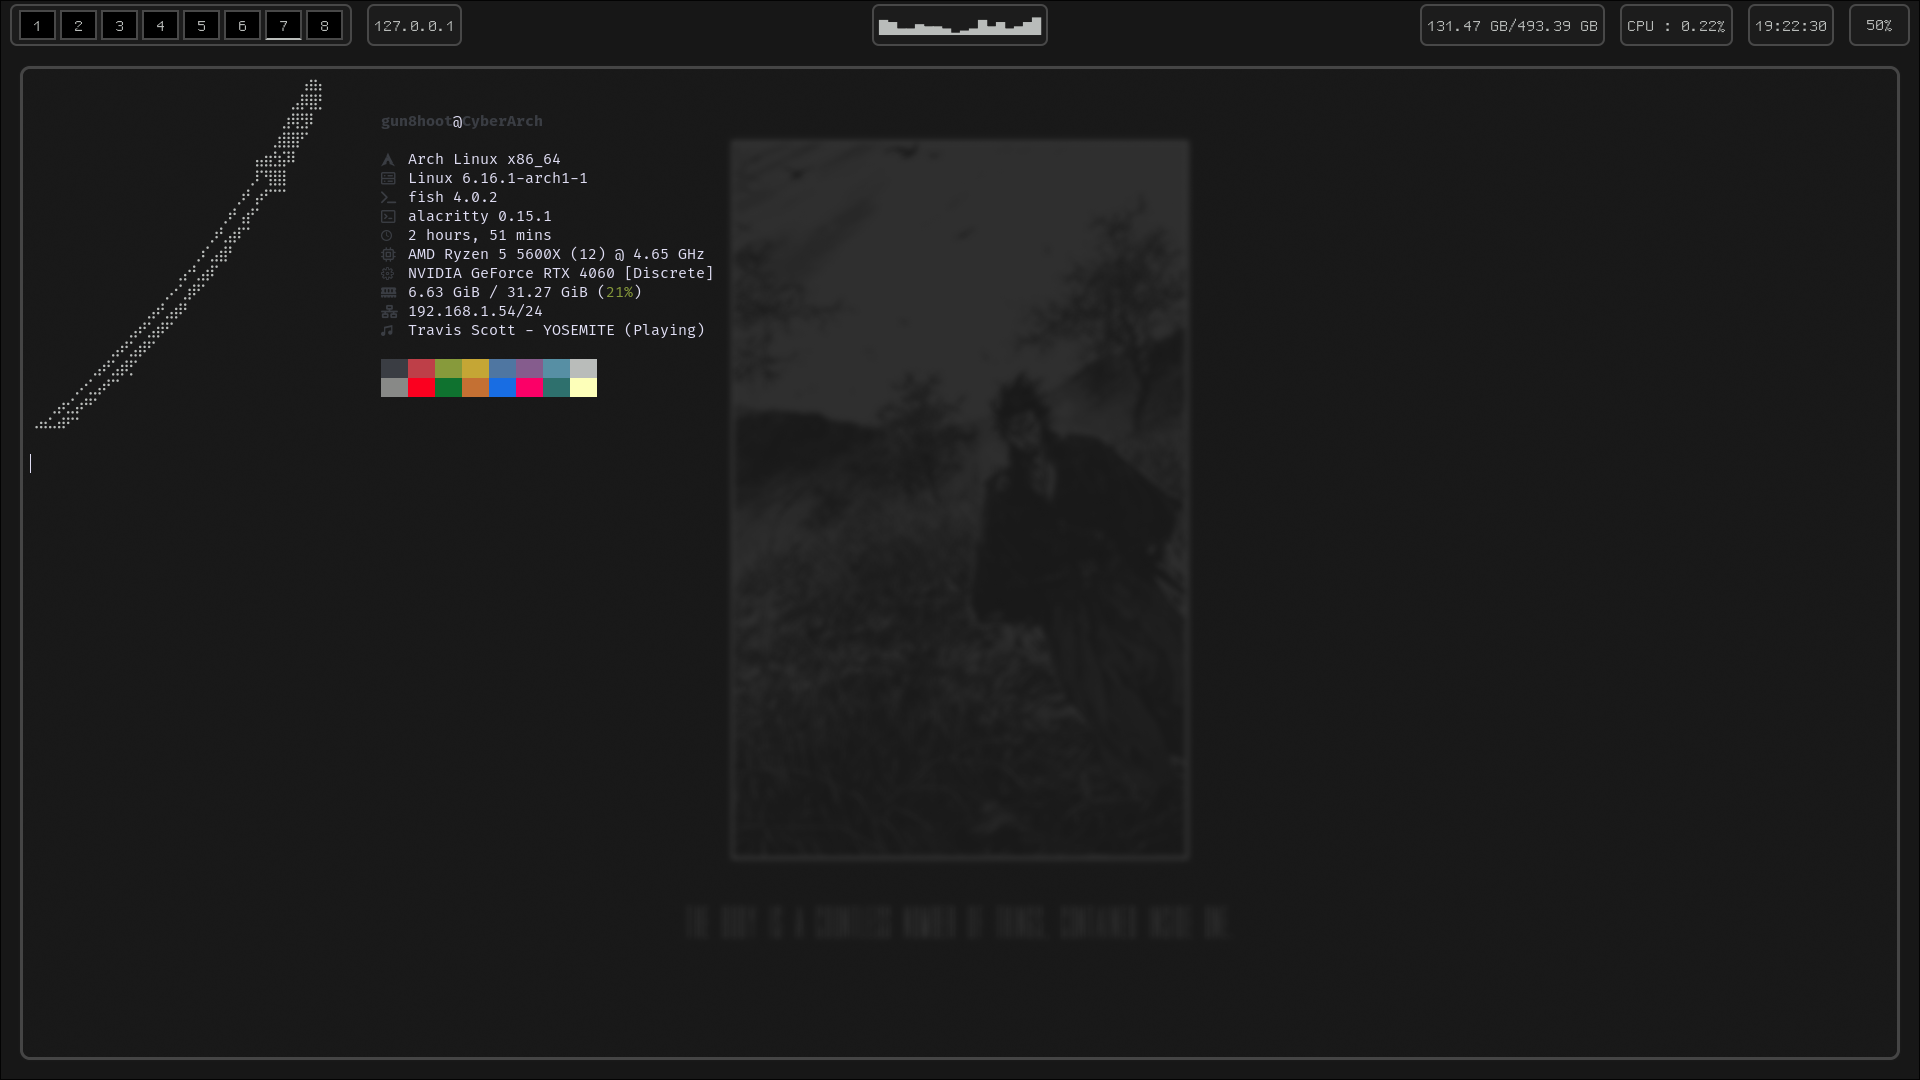 1 2 3 4 5 6 7 8 127.0.0.1 131.47 GB/493.39 GB CPU : 0.22% 19:22:30 50%
gun8hoot@CyberArch
Arch Linux x86_64
Linux 6.16.1-arch1-1
fish 4.0.2
alacritty 0.15.1
2 hours, 51 mins
AMD Ryzen 5 5600X (12) @ 4.65 GHz
NVIDIA GeForce RTX 4060 [Discrete]
6.63 GiB / 31.27 GiB (21%)
192.168.1.54/24
Travis Scott - YOSEMITE (Playing)